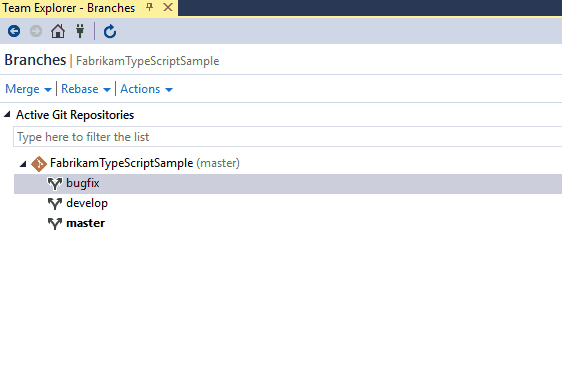 Team Explorer - Branches
Branches | FabrikamTypeScriptSample
Merge | Rebase | Actions
Active Git Repositories
Type here to filter the list
FabrikamTypeScriptSample (master)
bugfix
develop
master